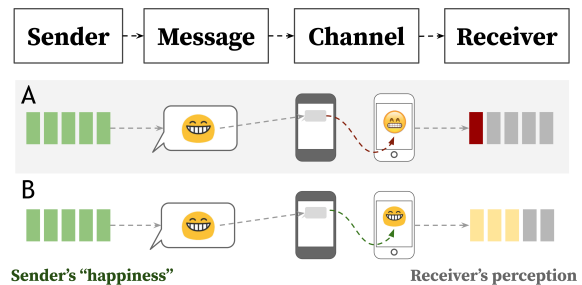 Sender Message Channel Receiver
A
B
Sender’s “happiness” Receiver’s perception